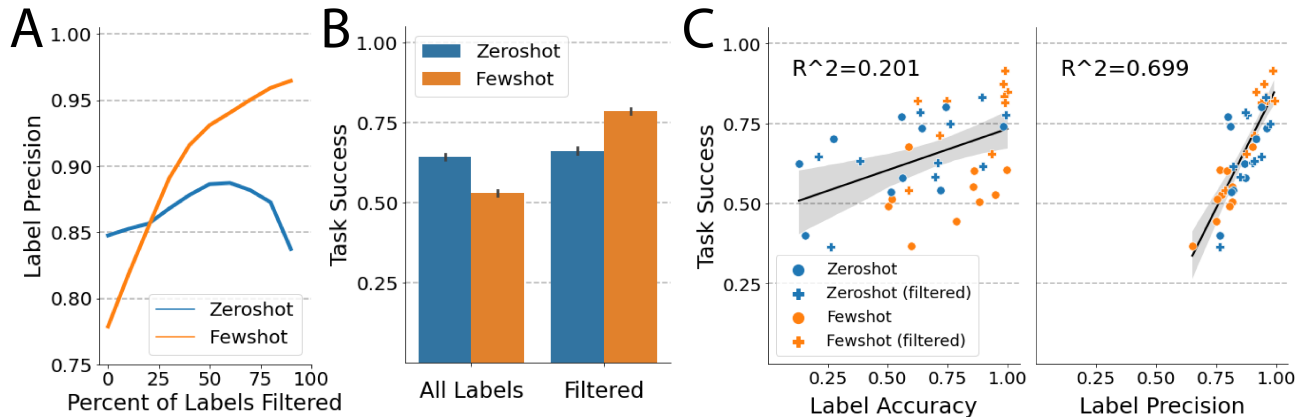 A
Label Precision
1.00
0.95
0.90
0.85
0.80
0.75
Zeroshot
Fewshot
0 25 50 75 100
Percent of Labels Filtered
B
Task Success
1.00
0.75
0.50
0.25
Zeroshot
Fewshot
All Labels Filtered
C
Task Success
1.00
0.75
0.50
0.25
R^2=0.201
Zeroshot
Zeroshot (filtered)
Fewshot
Fewshot (filtered)
0.25 0.50 0.75 1.00
Label Accuracy
R^2=0.699
0.25 0.50 0.75 1.00
Label Precision